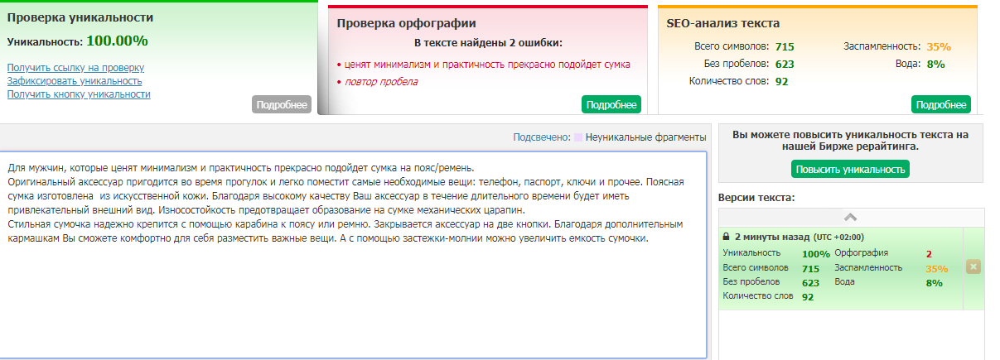 Проверка уникальности
Уникальность: 100.00%
Получить ссылку на проверку
Зафиксировать уникальность
Получить кнопку уникальности
Подробнее
Проверка орфографии
В тексте найдены 2 ошибки:
• ценят минимализм и практичность прекрасно подойдет сумка
• повтор пробела
Подробнее
SEO-анализ текста
Всего символов: 715 Заспамленность: 35%
Без пробелов: 623 Вода: 8%
Количество слов: 92
Подробнее
Подсвечено: Неуникальные фрагменты
Для мужчин, которые ценят минимализм и практичность прекрасно подойдет сумка на пояс/ремень.
Оригинальный аксессуар пригодится во время прогулок и легко поместит самые необходимые вещи: телефон, паспорт, ключи и прочее. Поясная
сумка изготовлена  из искусственной кожи. Благодаря высокому качеству Ваш аксессуар в течение длительного времени будет иметь
привлекательный внешний вид. Износостойкость предотвращает образование на сумке механических царапин.
Стильная сумочка надежно крепится с помощью карабина к поясу или ремню. Закрывается аксессуар на две кнопки. Благодаря дополнительным
кармашкам Вы сможете комфортно для себя разместить важные вещи. А с помощью застежки-молнии можно увеличить емкость сумочки.
Вы можете повысить уникальность текста на
нашей Бирже рерайтинга.
Повысить уникальность
Версии текста:
2 минуты назад (UTC +02:00)
Уникальность 100% Орфография 2
Всего символов 715 Заспамленность 35%
Без пробелов 623 Вода 8%
Количество слов 92